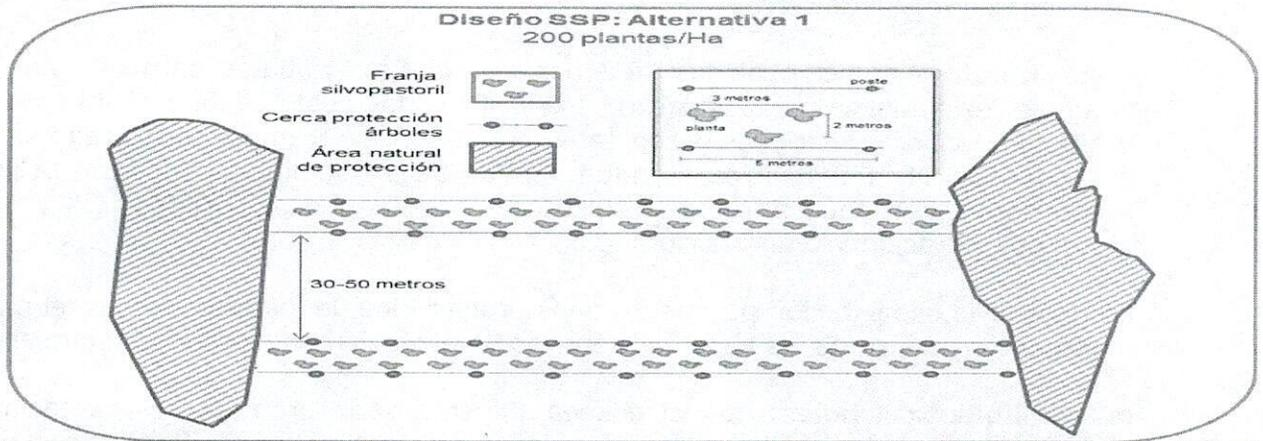 Diseño SSP: Alternativa 1
200 plantas/Ha
Franja
silvopastoril
Cerca protección
árboles
Área natural
de protección
poste
3 metros
planta
2 metros
5 metros
30-50 metros